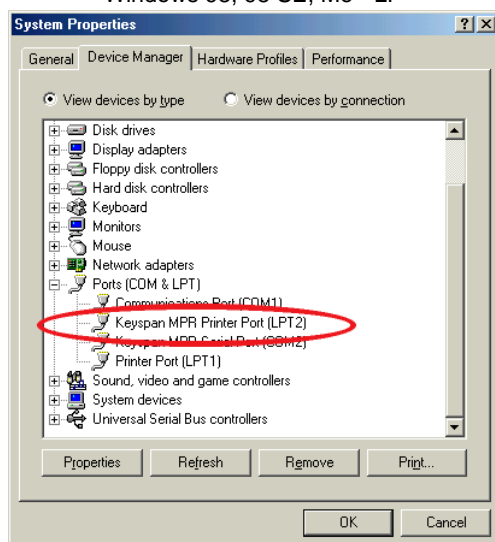 System Properties
General Device Manager Hardware Profiles Performance
View devices by type View devices by connection
Disk drives
Display adapters
Floppy disk controllers
Hard disk controllers
Keyboard
Monitors
Mouse
Network adapters
Ports (COM & LPT)
Communications Port (COM1)
Keyspan MPR Printer Port (LPT2)
Keyspan MPR Serial Port (COM2)
Printer Port (LPT1)
Sound, video and game controllers
System devices
Universal Serial Bus controllers
Properties Refresh Remove Print...
OK Cancel